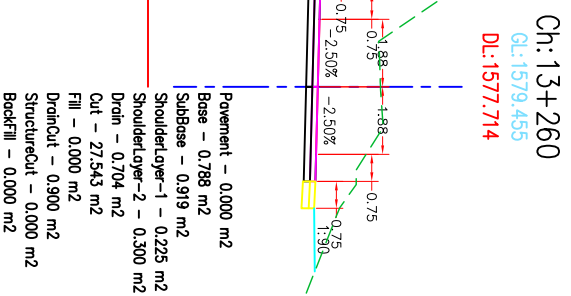 Ch: 13+260
GL:1579.455
DL:1577.714
0.75
0.75
1.88
-2.50%
-2.50%
1.88
0.75
0.75
1:90
Pavement - 0.000 m2
Base - 0.788 m2
SubBase - 0.919 m2
ShoulderLayer-1 - 0.225 m2
ShoulderLayer-2 - 0.300 m2
Drain - 0.704 m2
Cut - 27.543 m2
Fill - 0.000 m2
DrainCut - 0.900 m2
StructureCut - 0.000 m2
BackFill - 0.000 m2